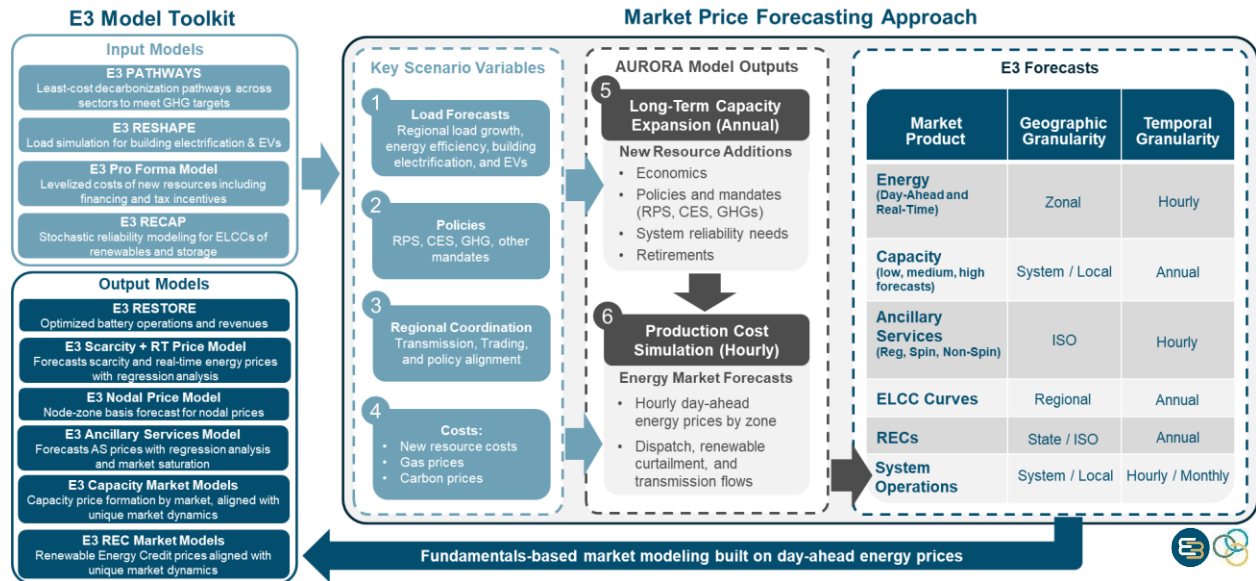 E3 Model Toolkit
Input Models
E3 PATHWAYS
Least-cost decarbonization pathways across
sectors to meet GHG targets
E3 RESHAPE
Load simulation for building electrification & EVs
E3 Pro Forma Model
Levelized costs of new resources including
financing and tax incentives
E3 RECAP
Stochastic reliability modeling for ELCCs of
renewables and storage
Output Models
E3 RESTORE
Optimized battery operations and revenues
E3 Scarcity + RT Price Model
Forecasts scarcity and real-time energy prices
with regression analysis
E3 Nodal Price Model
Node-zone basis forecast for nodal prices
E3 Ancillary Services Model
Forecasts AS prices with regression analysis
and market saturation
E3 Capacity Market Models
Capacity price formation by market, aligned with
unique market dynamics
E3 REC Market Models
Renewable Energy Credit prices aligned with
unique market dynamics
Market Price Forecasting Approach
Key Scenario Variables
1
Load Forecasts
Regional load growth,
energy efficiency, building
electrification, and EVs
2
Policies
RPS, CES, GHG, other
mandates
3
Regional Coordination
Transmission, Trading,
and policy alignment
4
Costs:
• New resource costs
• Gas prices
• Carbon prices
AURORA Model Outputs
5
Long-Term Capacity
Expansion (Annual)
New Resource Additions
• Economics
• Policies and mandates
(RPS, CES, GHGs)
• System reliability needs
• Retirements
6
Production Cost
Simulation (Hourly)
Energy Market Forecasts
• Hourly day-ahead
energy prices by zone
• Dispatch, renewable
curtailment, and
transmission flows
E3 Forecasts
Market
Product
Geographic
Granularity
Temporal
Granularity
Energy
(Day-Ahead and
Real-Time)
Zonal
Hourly
Capacity
(low, medium, high
forecasts)
System / Local
Annual
Ancillary
Services
(Reg, Spin, Non-Spin)
ISO
Hourly
ELCC Curves
Regional
Annual
RECs
State / ISO
Annual
System
Operations
System / Local
Hourly / Monthly
Fundamentals-based market modeling built on day-ahead energy prices
E3